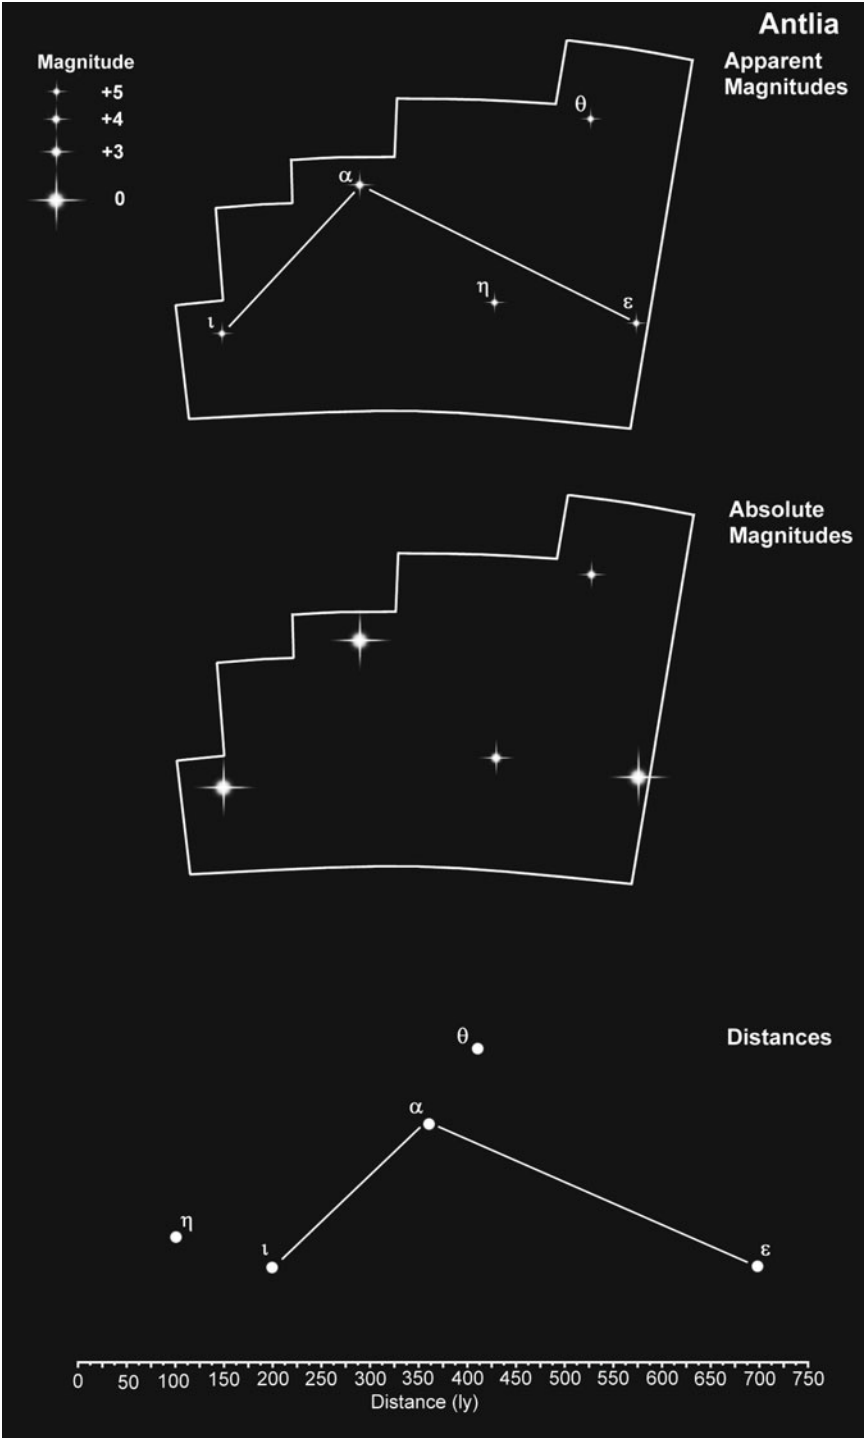 Antlia
Apparent
Magnitudes
Magnitude
+5
+4
+3
0
θ
α
η
ε
ι
Absolute
Magnitudes
Distances
θ
α
η
ι
ε
0 50 100 150 200 250 300 350 400 450 500 550 600 650 700 750
Distance (ly)